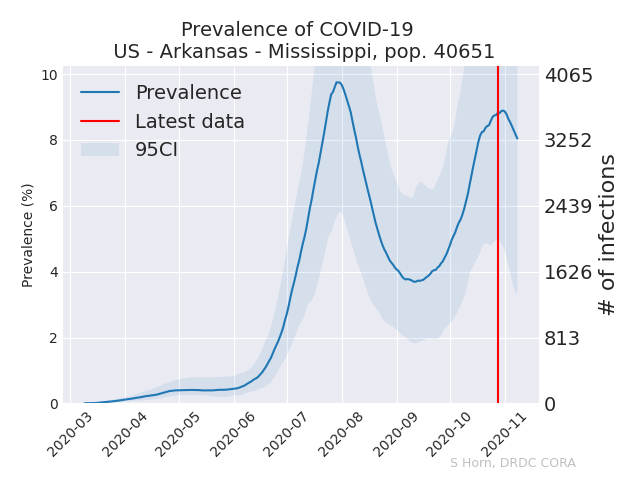 Prevalence of COVID-19
US - Arkansas - Mississippi, pop. 40651
Prevalence
Latest data
95CI
Prevalence (%)
10
8
6
4
2
0
4065
3252
2439
1626
813
0
# of infections
2020-03
2020-04
2020-05
2020-06
2020-07
2020-08
2020-09
2020-10
2020-11
S Horn, DRDC CORA